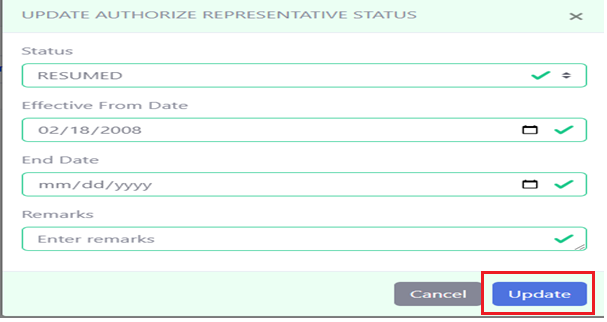 UPDATE AUTHORIZE REPRESENTATIVE STATUS
Status
RESUMED
Effective From Date
02/18/2008
End Date
mm/dd/yyyy
Remarks
Enter remarks
Cancel Update